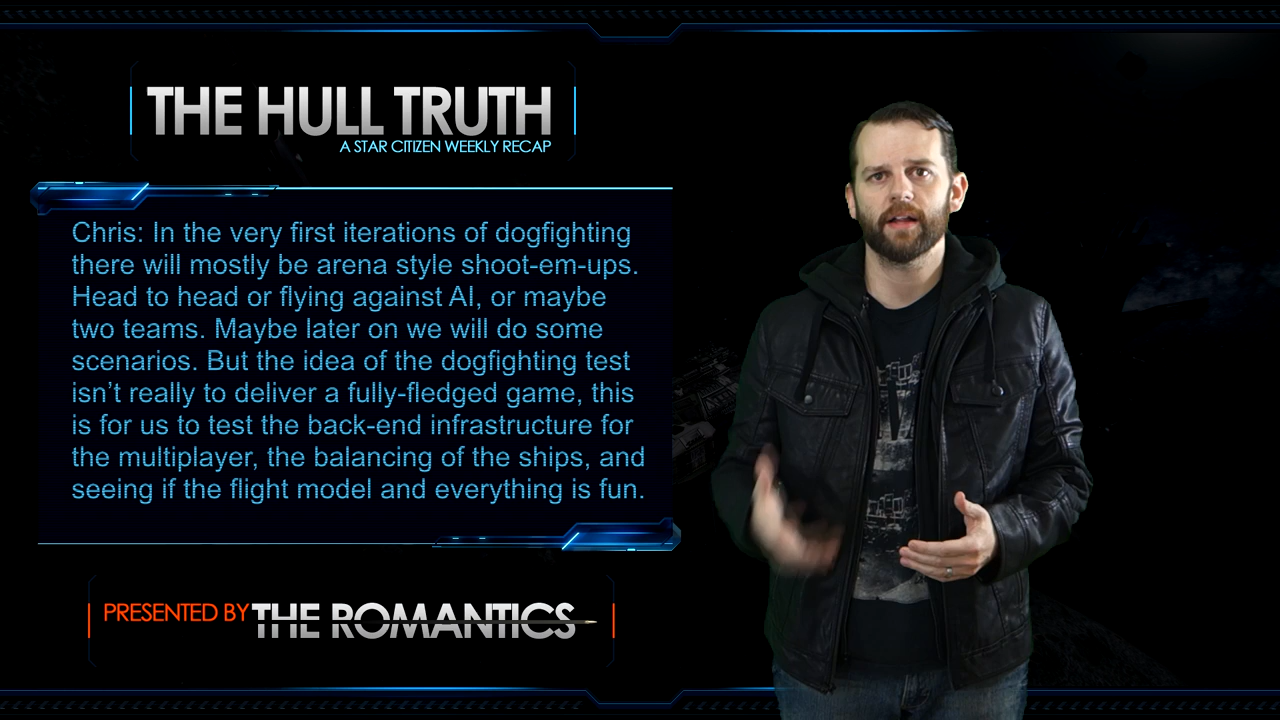 THE HULL TRUTH
A STAR CITIZEN WEEKLY RECAP
Chris: In the very first iterations of dogfighting
there will mostly be arena style shoot-em-ups.
Head to head or flying against AI, or maybe
two teams. Maybe later on we will do some
scenarios. But the idea of the dogfighting test
isn’t really to deliver a fully-fledged game, this
is for us to test the back-end infrastructure for
the multiplayer, the balancing of the ships, and
seeing if the flight model and everything is fun.
PRESENTED BY THE ROMANTICS